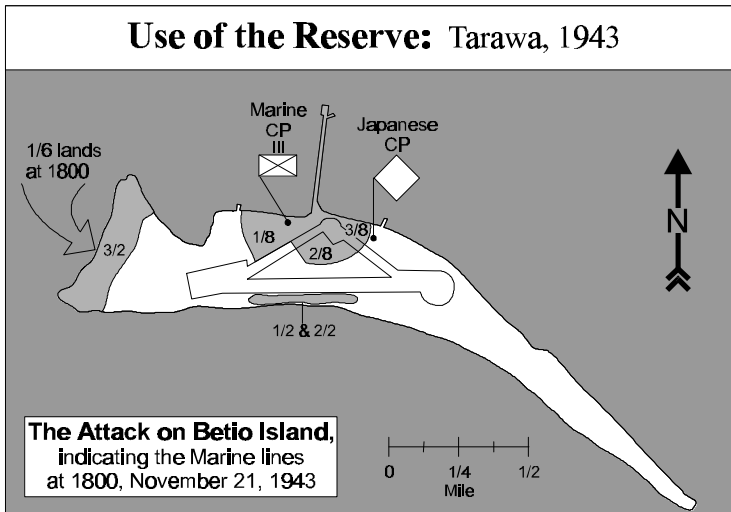 Use of the Reserve: Tarawa, 1943
Marine
CP
III
Japanese
CP
1/6 lands
at 1800
N
3/2
1/8
3/8
2/8
1/2 & 2/2
The Attack on Betio Island,
indicating the Marine lines
at 1800, November 21, 1943
0 1/4 1/2
Mile